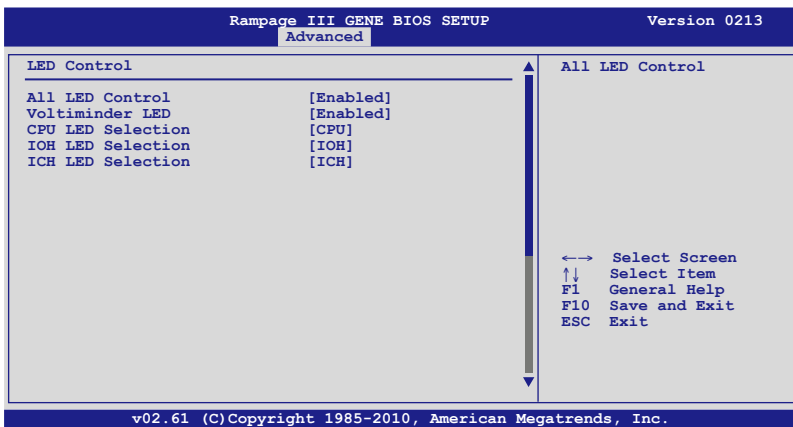 Rampage III GENE BIOS SETUP Version 0213
Advanced
LED Control
All LED Control [Enabled]
Voltiminder LED [Enabled]
CPU LED Selection [CPU]
IOH LED Selection [IOH]
ICH LED Selection [ICH]
All LED Control
←→ Select Screen
↑↓ Select Item
F1 General Help
F10 Save and Exit
ESC Exit
v02.61 (C)Copyright 1985-2010, American Megatrends, Inc.